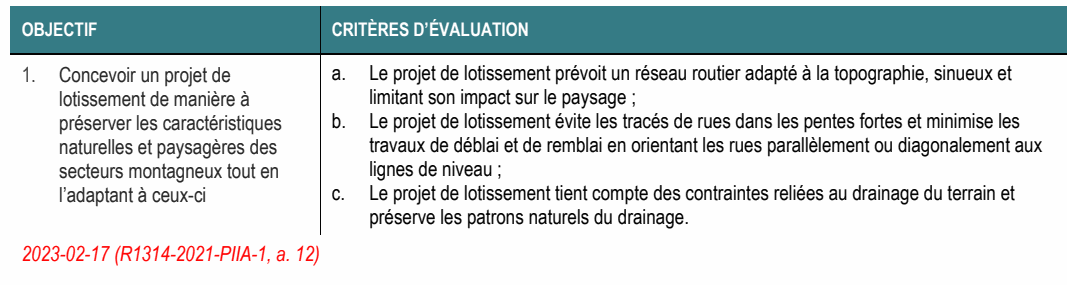 OBJECTIF
CRITÈRES D’ÉVALUATION
1. Concevoir un projet de
lotissement de manière à
préserver les caractéristiques
naturelles et paysagères des
secteurs montagneux tout en
l’adaptant à ceux-ci
a. Le projet de lotissement prévoit un réseau routier adapté à la topographie, sinueux et
limitant son impact sur le paysage ;
b. Le projet de lotissement évite les tracés de rues dans les pentes fortes et minimise les
travaux de déblai et de remblai en orientant les rues parallèlement ou diagonalement aux
lignes de niveau ;
c. Le projet de lotissement tient compte des contraintes reliées au drainage du terrain et
préserve les patrons naturels du drainage.
2023-02-17 (R1314-2021-PIIA-1, a. 12)